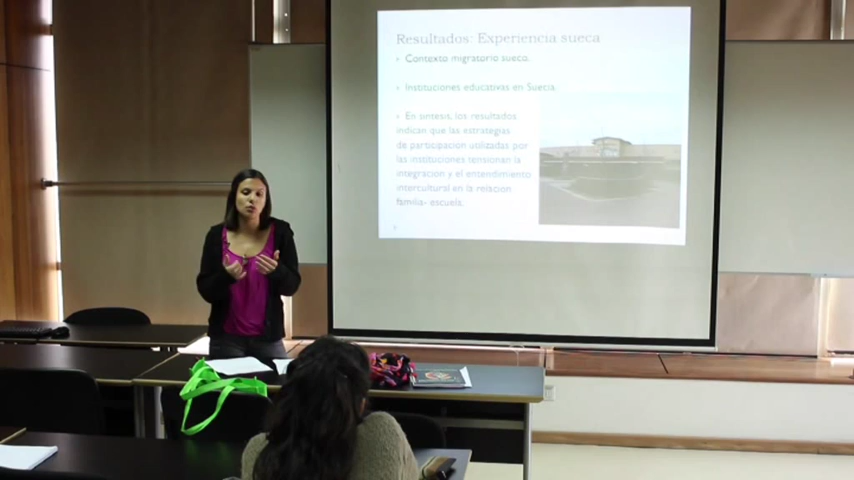 Resultados: Experiencia sueca
› Contexto migratorio sueco.
› Instituciones educativas en Suecia.
› En síntesis, los resultados
indican que las estrategias
de participación utilizadas por
las instituciones tensionan la
integración y el entendimiento
intercultural en la relación
familia- escuela.